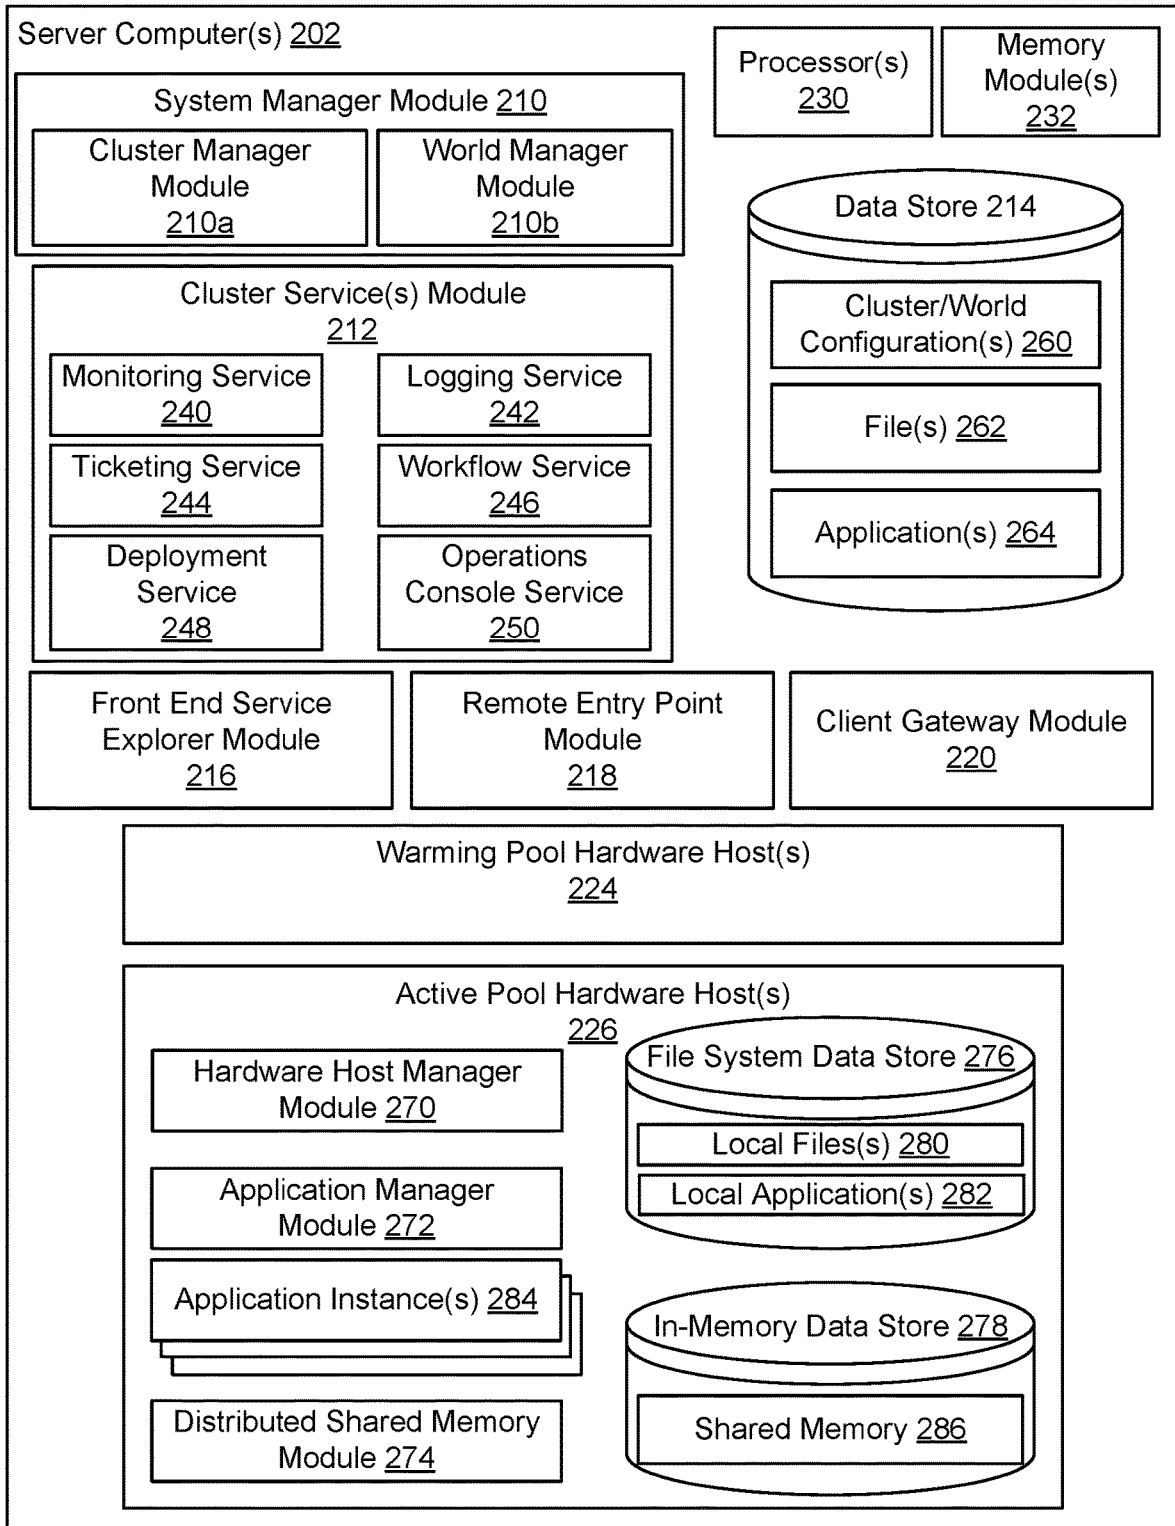 Server Computer(s) 202
System Manager Module 210
Cluster Manager
Module
210a
World Manager
Module
210b
Processor(s)
230
Memory
Module(s)
232
Data Store 214
Cluster/World
Configuration(s) 260
File(s) 262
Application(s) 264
Cluster Service(s) Module
212
Monitoring Service
240
Logging Service
242
Ticketing Service
244
Workflow Service
246
Deployment
Service
248
Operations
Console Service
250
Front End Service
Explorer Module
216
Remote Entry Point
Module
218
Client Gateway Module
220
Warming Pool Hardware Host(s)
224
Active Pool Hardware Host(s)
226
Hardware Host Manager
Module 270
Application Manager
Module 272
Application Instance(s) 284
Distributed Shared Memory
Module 274
File System Data Store 276
Local Files(s) 280
Local Application(s) 282
In-Memory Data Store 278
Shared Memory 286